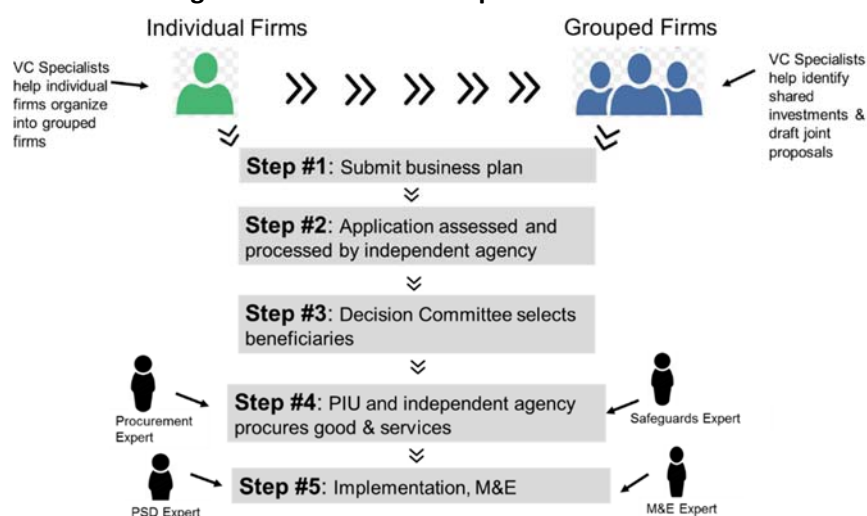 Individual Firms
Grouped Firms
VC Specialists
help individual
firms organize
into grouped
firms
VC Specialists
help identify
shared
investments &
draft joint
proposals
Step #1: Submit business plan
Step #2: Application assessed and
processed by independent agency
Step #3: Decision Committee selects
beneficiaries
Procurement
Expert
Step #4: PIU and independent agency
procures good & services
Safeguards Expert
PSD Expert
Step #5: Implementation, M&E
M&E Expert